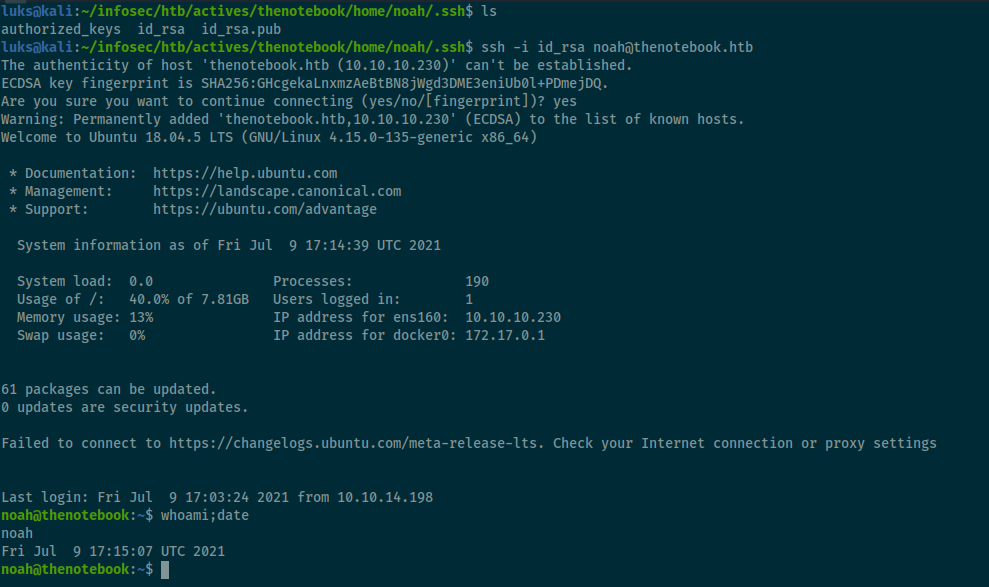 luks@kali:~/infosec/htb/actives/thenotebook/home/noah/.ssh$ ls
authorized_keys  id_rsa  id_rsa.pub
luks@kali:~/infosec/htb/actives/thenotebook/home/noah/.ssh$ ssh -i id_rsa noah@thenotebook.htb
The authenticity of host 'thenotebook.htb (10.10.10.230)' can't be established.
ECDSA key fingerprint is SHA256:GHcgekaLnxmzAeBtBN8jWgd3DME3eniUb0l+PDmejDQ.
Are you sure you want to continue connecting (yes/no/[fingerprint])? yes
Warning: Permanently added 'thenotebook.htb,10.10.10.230' (ECDSA) to the list of known hosts.
Welcome to Ubuntu 18.04.5 LTS (GNU/Linux 4.15.0-135-generic x86_64)

 * Documentation:  https://help.ubuntu.com
 * Management:     https://landscape.canonical.com
 * Support:        https://ubuntu.com/advantage

  System information as of Fri Jul  9 17:14:39 UTC 2021

  System load:  0.0               Processes:              190
  Usage of /:   40.0% of 7.81GB   Users logged in:        1
  Memory usage: 13%               IP address for ens160:  10.10.10.230
  Swap usage:   0%                IP address for docker0: 172.17.0.1


61 packages can be updated.
0 updates are security updates.

Failed to connect to https://changelogs.ubuntu.com/meta-release-lts. Check your Internet connection or proxy settings


Last login: Fri Jul  9 17:03:24 2021 from 10.10.14.198
noah@thenotebook:~$ whoami;date
noah
Fri Jul  9 17:15:07 UTC 2021
noah@thenotebook:~$